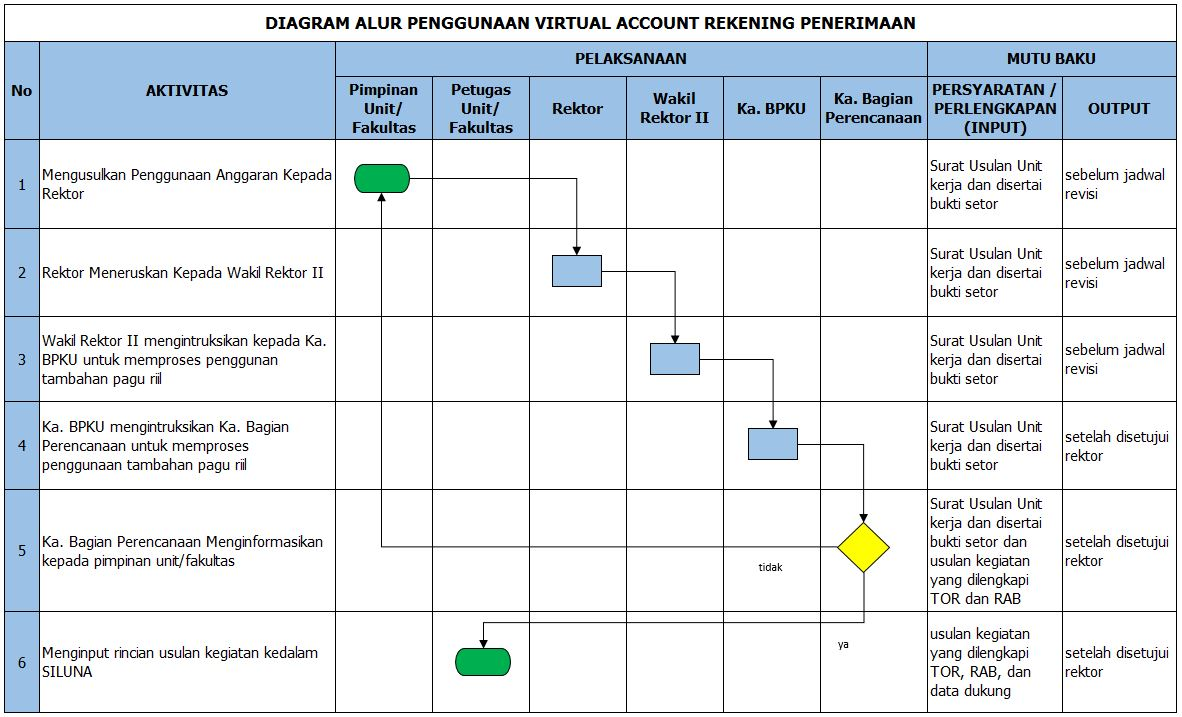 DIAGRAM ALUR PENGGUNAAN VIRTUAL ACCOUNT REKENING PENERIMAAN
No
AKTIVITAS
PELAKSANAAN
MUTU BAKU
Pimpinan
Unit/
Fakultas
Petugas
Unit/
Fakultas
Rektor
Wakil
Rektor II
Ka. BPKU
Ka. Bagian
Perencanaan
PERSYARATAN /
PERLENGKAPAN
(INPUT)
OUTPUT
1
Mengusulkan Penggunaan Anggaran Kepada
Rektor
Surat Usulan Unit
kerja dan disertai
bukti setor
sebelum jadwal
revisi
2
Rektor Meneruskan Kepada Wakil Rektor II
Surat Usulan Unit
kerja dan disertai
bukti setor
sebelum jadwal
revisi
3
Wakil Rektor II mengintruksikan kepada Ka.
BPKU untuk memproses penggunan
tambahan pagu riil
Surat Usulan Unit
kerja dan disertai
bukti setor
sebelum jadwal
revisi
4
Ka. BPKU mengintruksikan Ka. Bagian
Perencanaan untuk memproses
penggunaan tambahan pagu riil
Surat Usulan Unit
kerja dan disertai
bukti setor
setelah disetujui
rektor
5
Ka. Bagian Perencanaan Menginformasikan
kepada pimpinan unit/fakultas
tidak
Surat Usulan Unit
kerja dan disertai
bukti setor dan
usulan kegiatan
yang dilengkapi
TOR dan RAB
setelah disetujui
rektor
6
Menginput rincian usulan kegiatan kedalam
SILUNA
ya
usulan kegiatan
yang dilengkapi
TOR, RAB, dan
data dukung
setelah disetujui
rektor